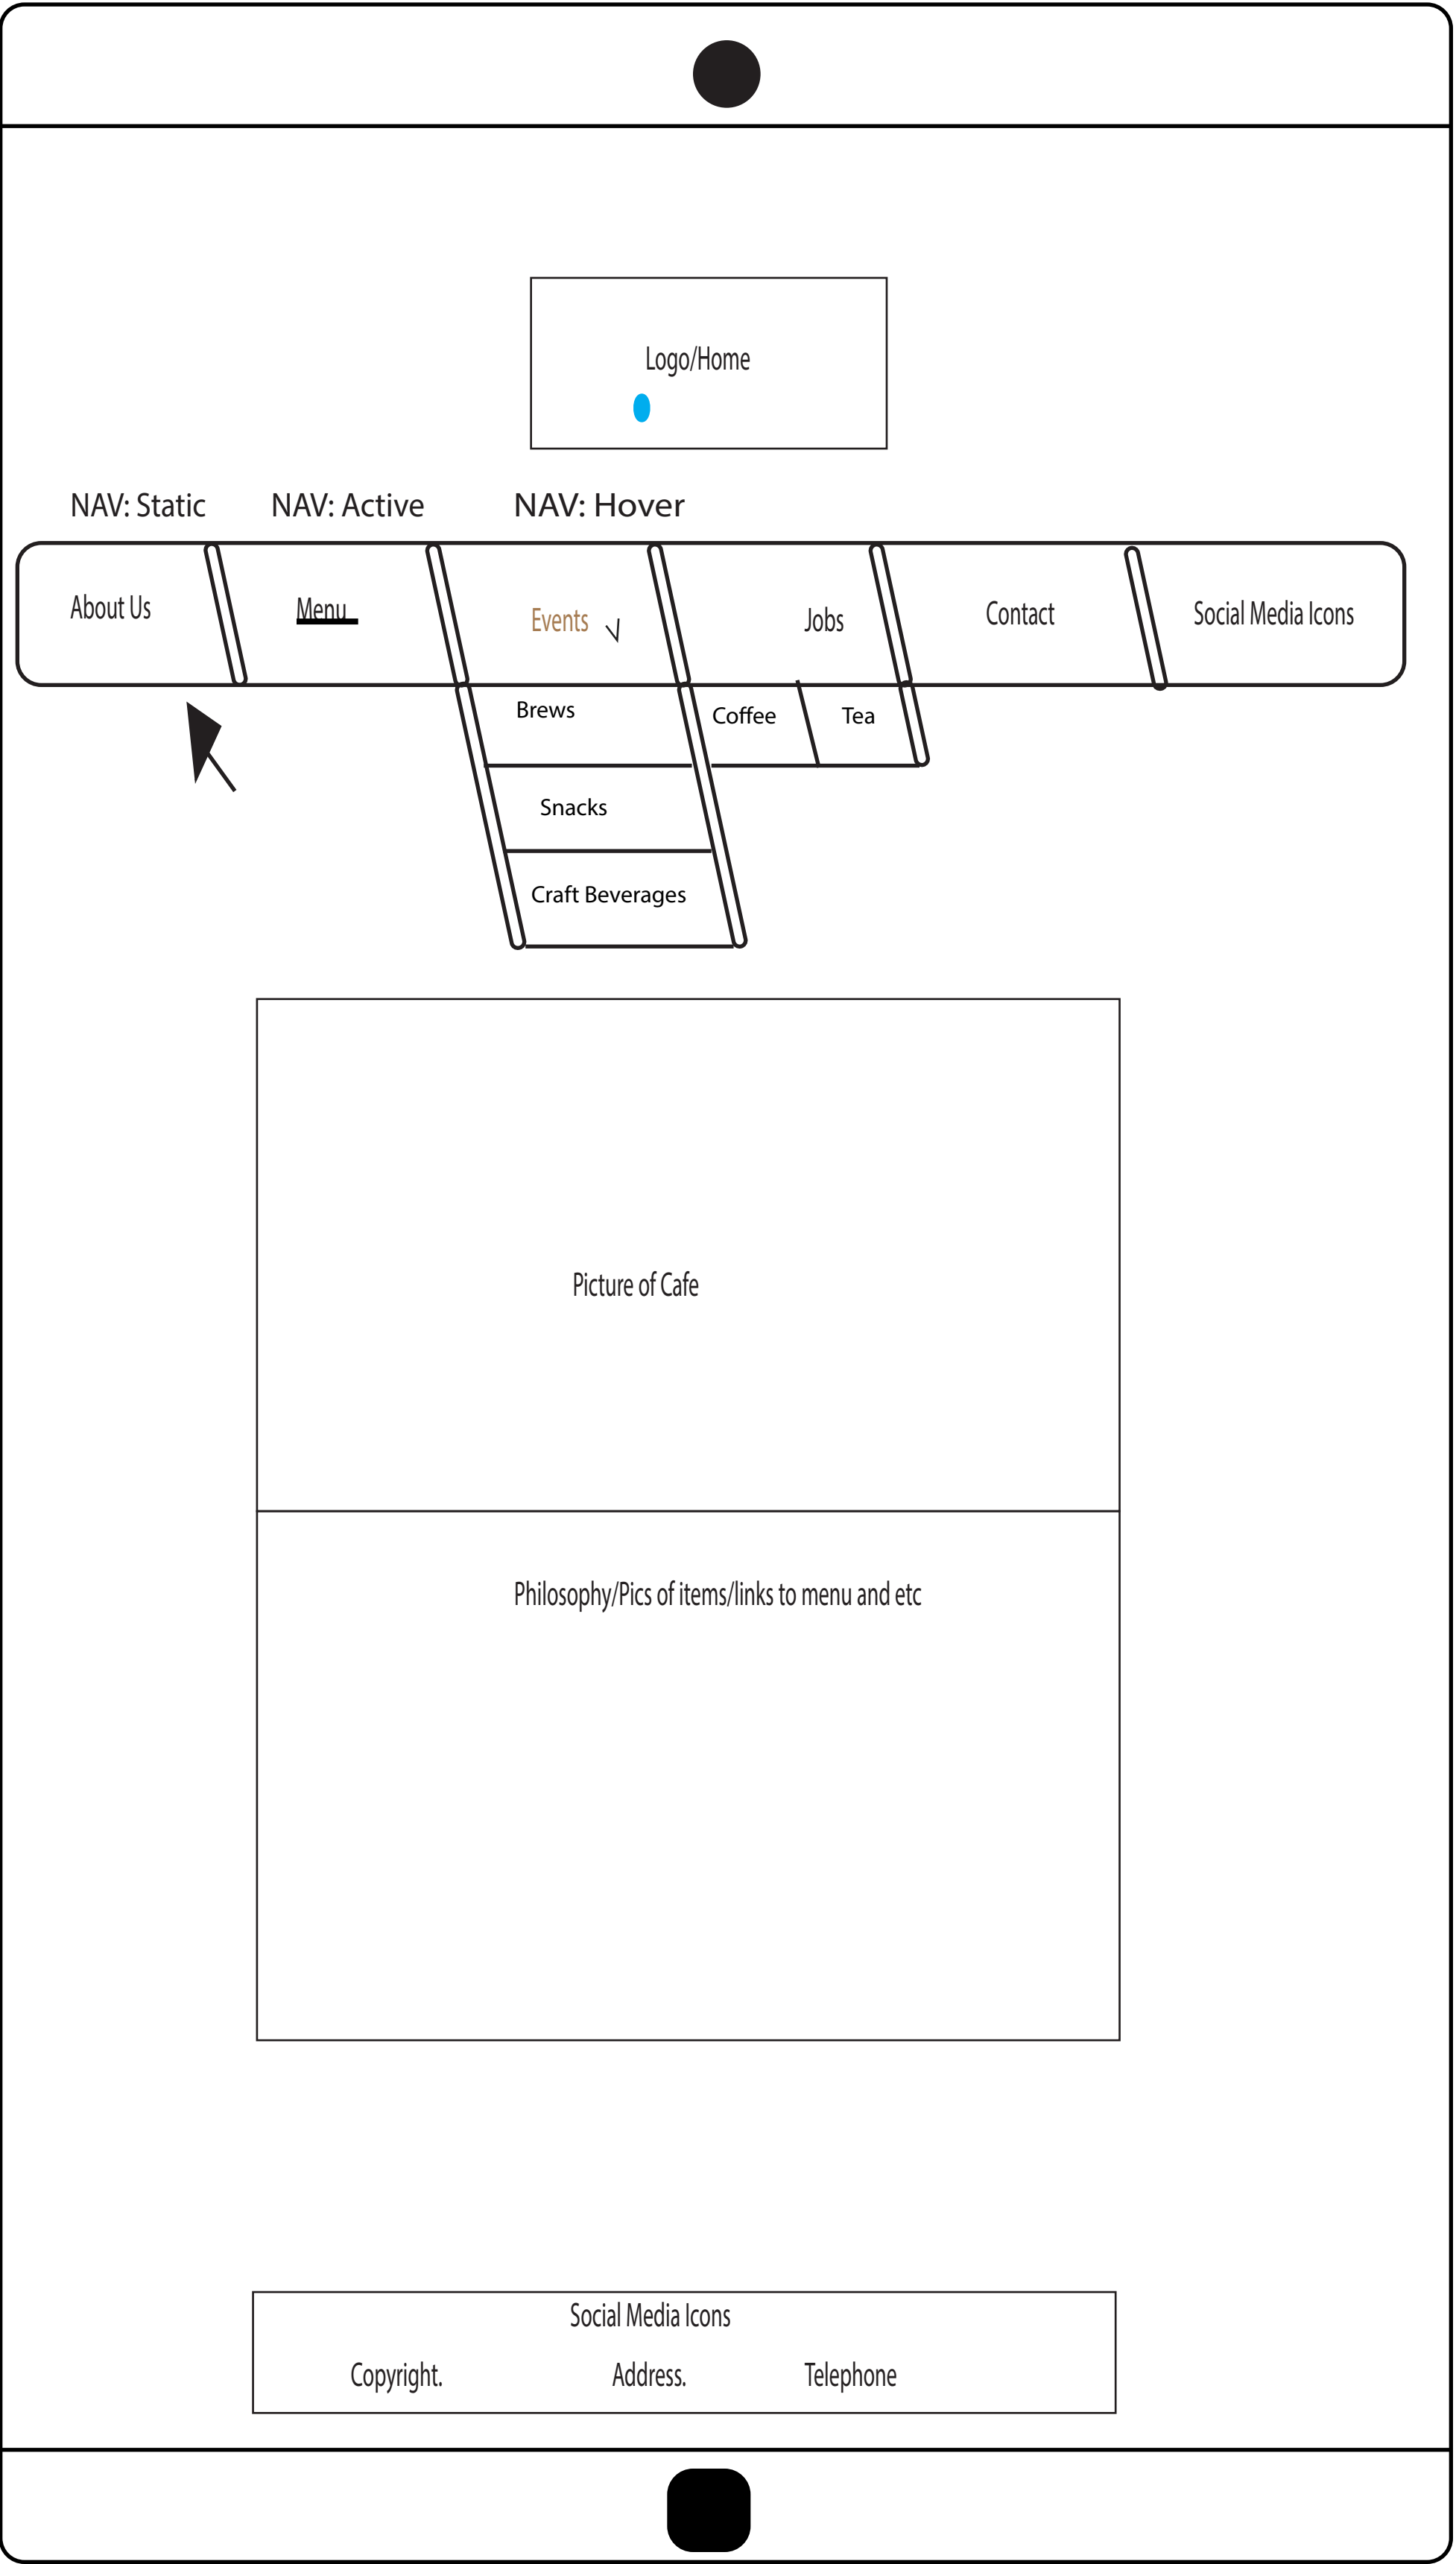 Logo/Home
NAV: Static NAV: Active NAV: Hover
About Us Menu Events Jobs Contact Social Media Icons
Brews Coffee Tea
Snacks
Craft Beverages
Picture of Cafe
Philosophy/Pics of items/links to menu and etc
Social Media Icons
Copyright. Address. Telephone